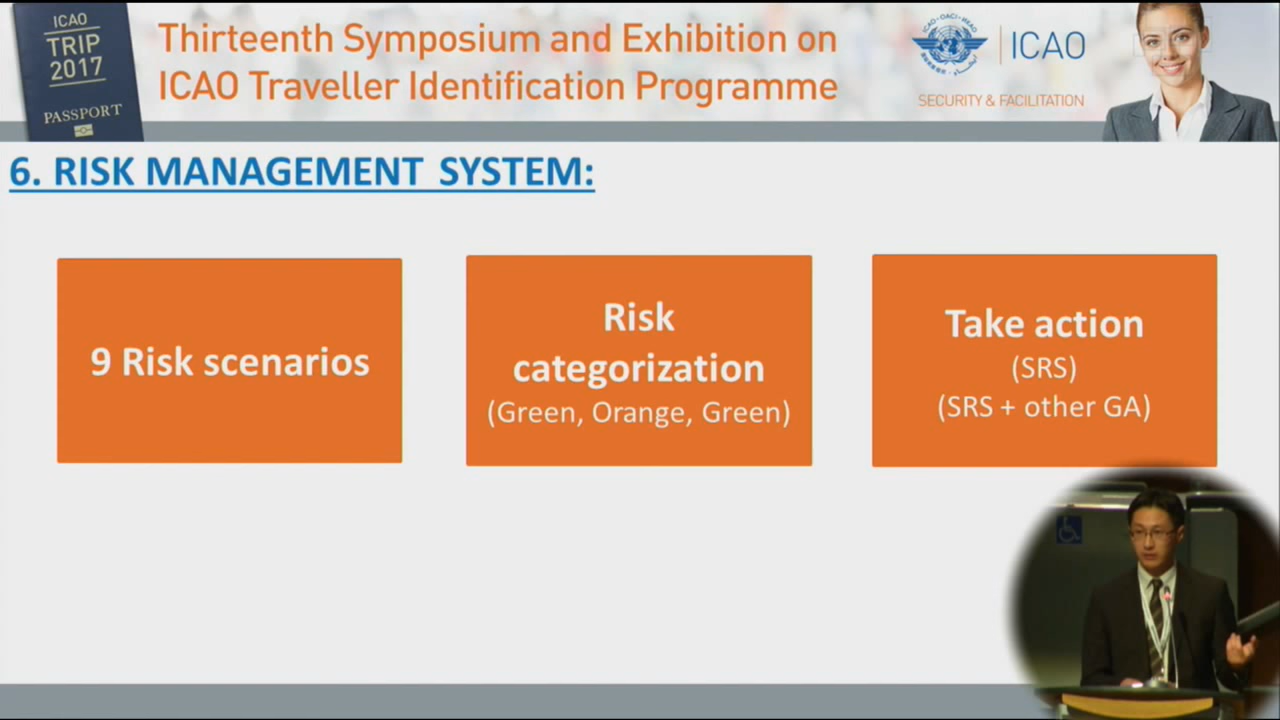 ICAO
TRIP
2017
PASSPORT
Thirteenth Symposium and Exhibition on
ICAO Traveller Identification Programme
ICAO
SECURITY & FACILITATION
6. RISK MANAGEMENT SYSTEM:
9 Risk scenarios
Risk
categorization
(Green, Orange, Green)
Take action
(SRS)
(SRS + other GA)